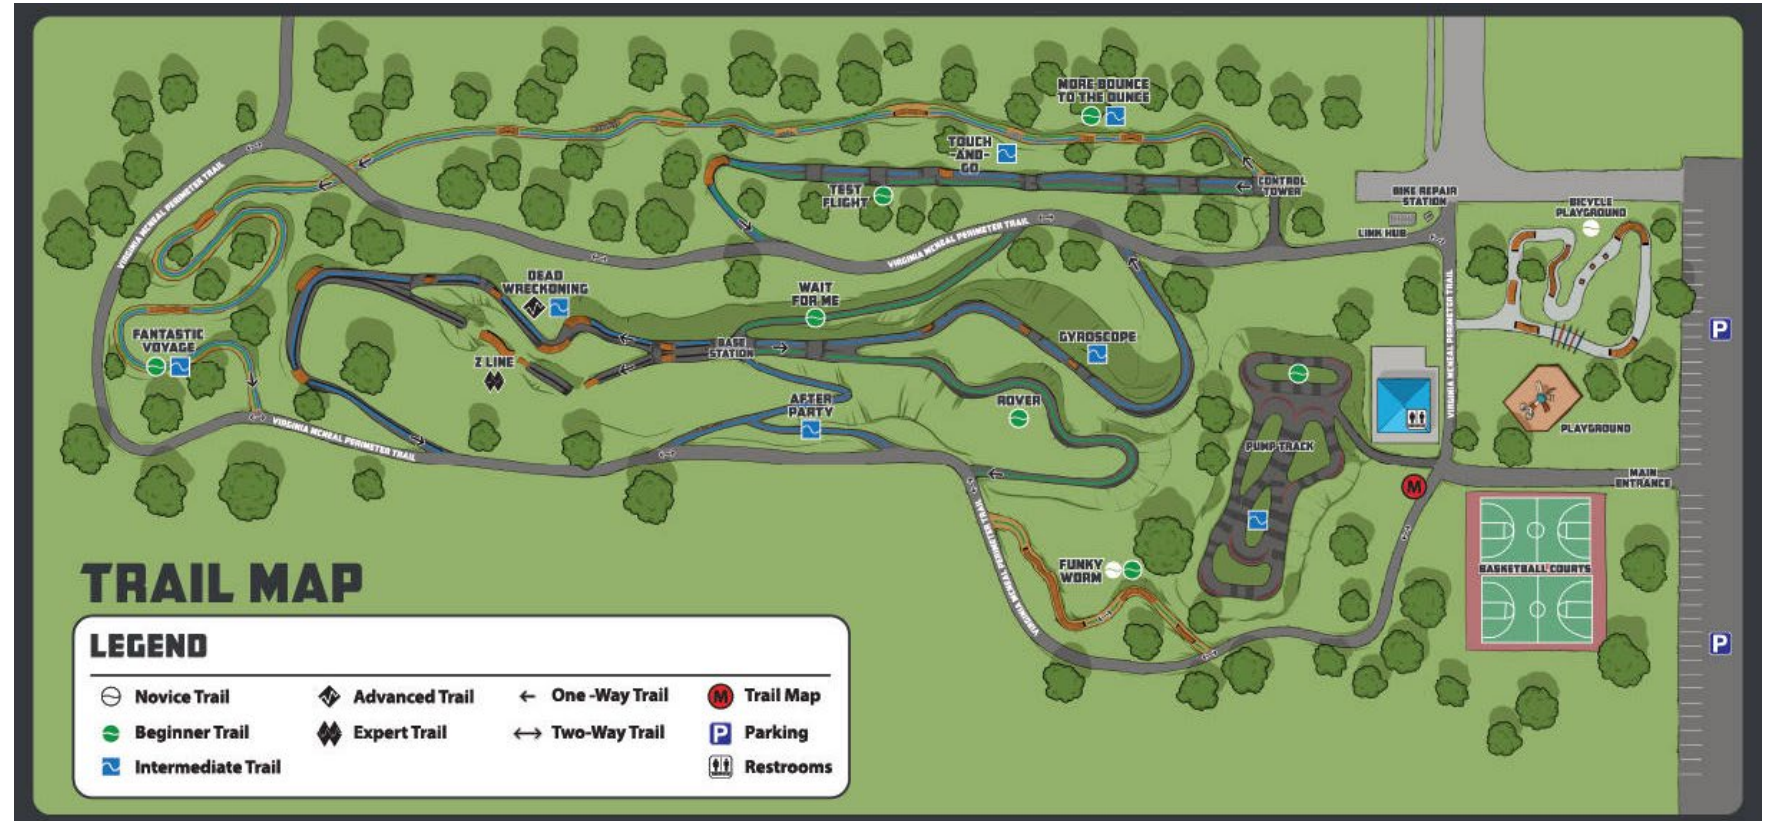 MORE BOUNCE
TO THE OUNCE
TOUCH
-AND-
GO
TEST
FLIGHT
CONTROL
TOWER
BIKE REPAIR
STATION
LINK HUB
BICYCLE
PLAYGROUND
VIRGINIA MCNEAL PERIMETER TRAIL
VIRGINIA MCNEAL PERIMETER TRAIL
VIRGINIA MCNEAL PERIMETER TRAIL
DEAD
WRECKONING
WAIT
FOR ME
P
FANTASTIC
VOYAGE
Z LINE
BASE
STATION
GYROSCOPE
AFTER
PARTY
ROVER
PLAYGROUND
VIRGINIA MCNEAL PERIMETER TRAIL
PUMP TRACK
MAIN
ENTRANCE
M
VIRGINIA MCNEAL PERIMETER TRAIL
FUNKY
WORM
BASKETBALL COURTS
P
TRAIL MAP
LEGEND
Novice Trail
Advanced Trail
One -Way Trail
M Trail Map
Beginner Trail
Expert Trail
Two-Way Trail
P Parking
Intermediate Trail
Restrooms